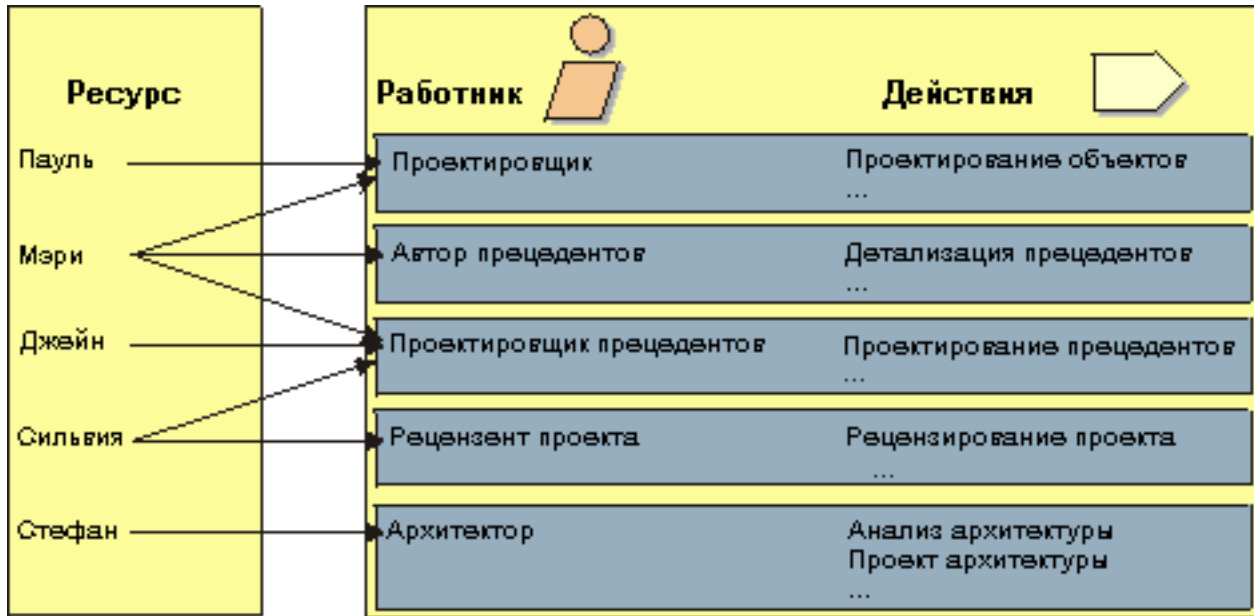 Ресурс
Работник
Действия
Пауль
Проектировщик
Проектирование объектов
...
Мэри
Автор прецедентов
Детализация прецедентов
...
Джейн
Проектировщик прецедентов
Проектирование прецедентов
...
Сильвия
Рецензент проекта
Рецензирование проекта
...
Стефан
Архитектор
Анализ архитектуры
Проект архитектуры
...